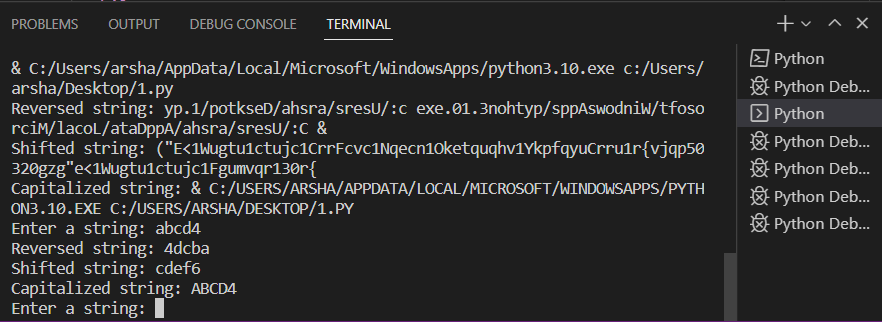 PROBLEMS
OUTPUT
DEBUG CONSOLE
TERMINAL
& C:/Users/arsha/AppData/Local/Microsoft/WindowsApps/python3.10.exe c:/Users/
arsha/Desktop/1.py
Reversed string: yp.1/potkseD/ahsra/sresU/:c exe.01.3nohtyp/sppAswodniW/tfoso
rciM/lacoL/ataDppA/ahsra/sresU/:C &
Shifted string: ("E<1Wugtu1ctujc1CrrFcvc1Nqecn1Oketquqhv1YkpfqyuCrru1r{vjqp50
320gzg"e<1Wugtu1ctujc1Fgumvqr130r{
Capitalized string: & C:/USERS/ARSHA/APPDATA/LOCAL/MICROSOFT/WINDOWSAPPS/PYTH
ON3.10.EXE C:/USERS/ARSHA/DESKTOP/1.PY
Enter a string: abcd4
Reversed string: 4dcba
Shifted string: cdef6
Capitalized string: ABCD4
Enter a string:
Python
Python Deb...
Python
Python Deb...
Python Deb...
Python Deb...
Python Deb...